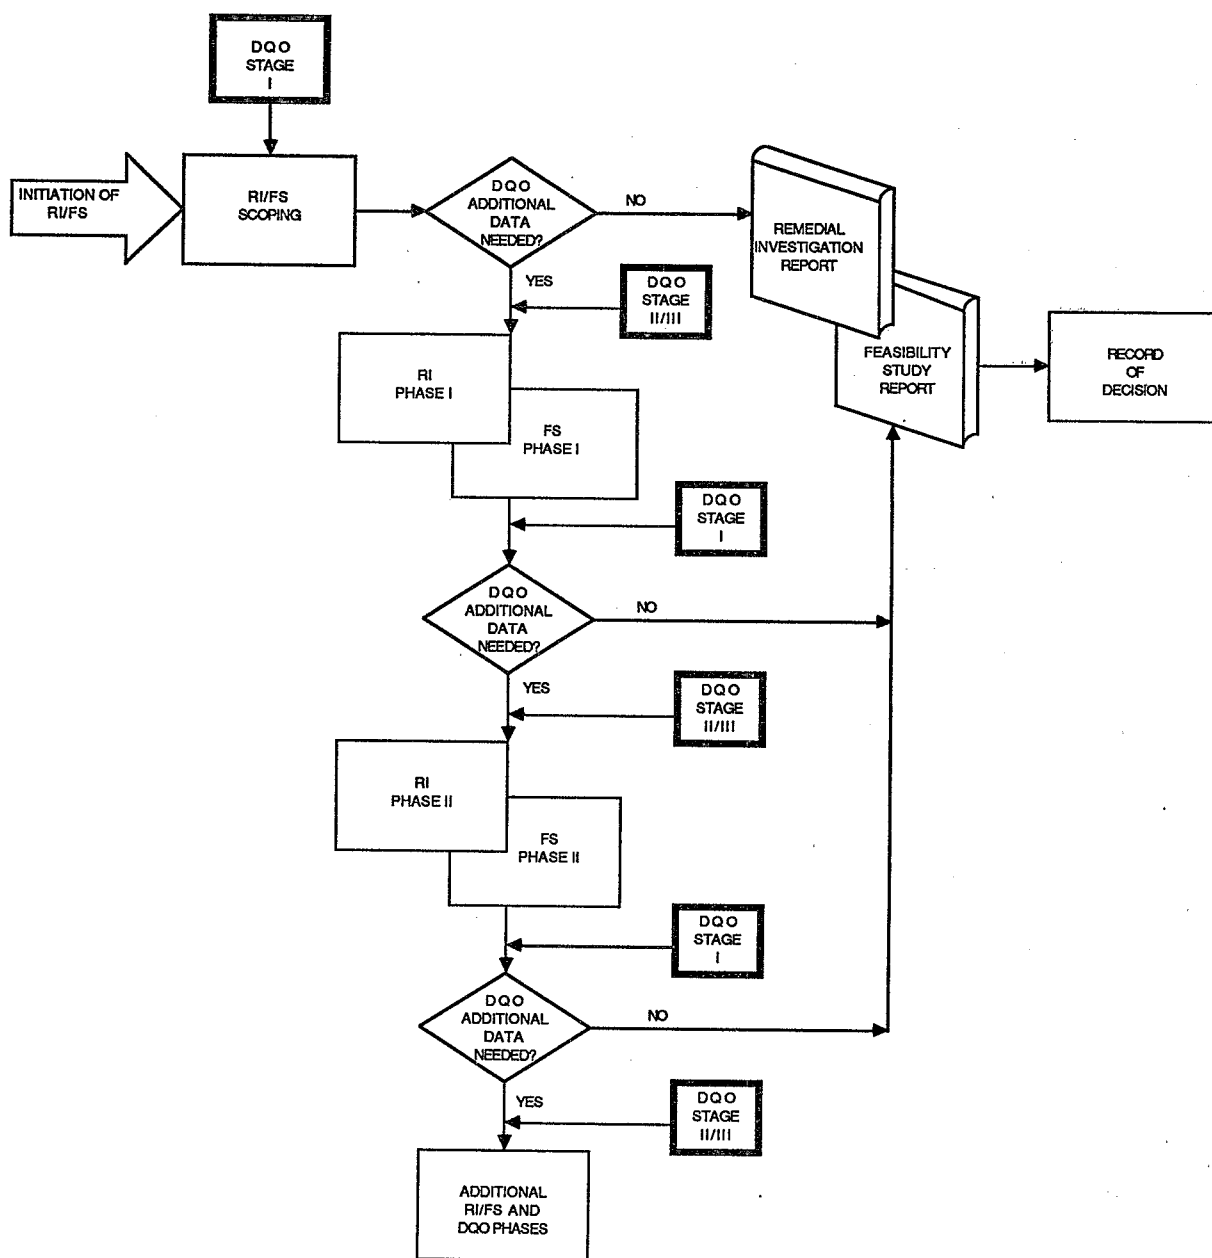 DQO
STAGE
I
INITIATION OF
RI/FS
RI/FS
SCOPING
DQO
ADDITIONAL
DATA
NEEDED?
NO
REMEDIAL
INVESTIGATION
REPORT
YES
DQO
STAGE
II/III
FEASIBILITY
STUDY
REPORT
RECORD
OF
DECISION
RI
PHASE I
FS
PHASE I
DQO
STAGE
I
DQO
ADDITIONAL
DATA
NEEDED?
NO
YES
DQO
STAGE
II/III
RI
PHASE II
FS
PHASE II
DQO
STAGE
I
DQO
ADDITIONAL
DATA
NEEDED?
NO
YES
DQO
STAGE
II/III
ADDITIONAL
RI/FS AND
DQO PHASES